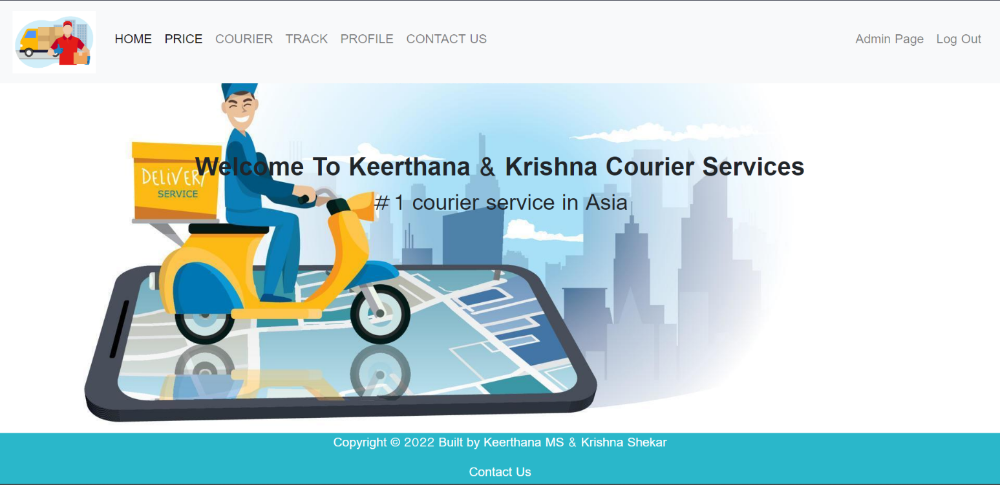 HOME PRICE COURIER TRACK PROFILE CONTACT US Admin Page Log Out
Welcome To Keerthana & Krishna Courier Services
DELiVERY
SERVICE
#1 courier service in Asia
Copyright © 2022 Built by Keerthana MS & Krishna Shekar
Contact Us